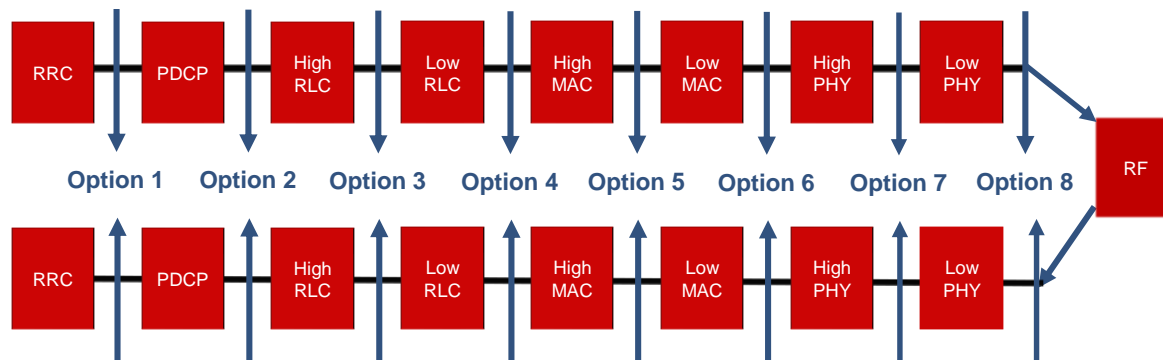 RRC
PDCP
High
RLC
Low
RLC
High
MAC
Low
MAC
High
PHY
Low
PHY
RF
Option 1
Option 2
Option 3
Option 4
Option 5
Option 6
Option 7
Option 8
RRC
PDCP
High
RLC
Low
RLC
High
MAC
Low
MAC
High
PHY
Low
PHY